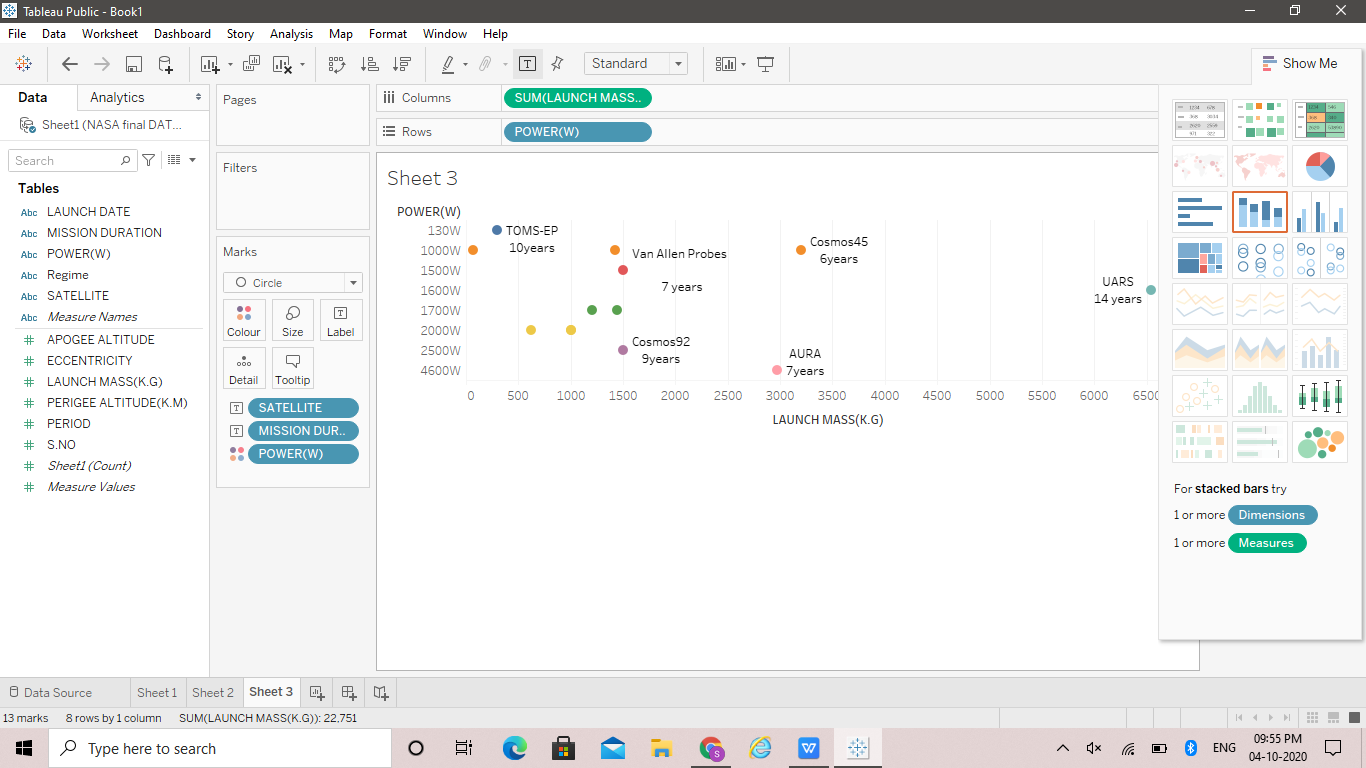 Tableau Public - Book1
File Data Worksheet Dashboard Story Analysis Map Format Window Help
Standard
Show Me
Data Analytics
Sheet1 (NASA final DAT...
Search
Tables
Abc LAUNCH DATE
Abc MISSION DURATION
Abc POWER(W)
Abc Regime
Abc SATELLITE
Abc Measure Names
APOGEE ALTITUDE
ECCENTRICITY
LAUNCH MASS(K.G)
PERIGEE ALTITUDE(K.M)
PERIOD
S.NO
Sheet1 (Count)
Measure Values
Pages
Filters
Marks
Circle
Colour Size Label
Detail Tooltip
SATELLITE
MISSION DUR..
POWER(W)
Columns SUM(LAUNCH MASS..
Rows POWER(W)
Sheet 3
POWER(W)
130W
1000W
1500W
1600W
1700W
2000W
2500W
4600W
TOMS-EP
10years
Van Allen Probes
7 years
Cosmos45
6years
UARS
14 years
Cosmos92
9years
AURA
7years
0 500 1000 1500 2000 2500 3000 3500 4000 4500 5000 5500 6000 6500
LAUNCH MASS(K.G)
For stacked bars try
1 or more Dimensions
1 or more Measures
Data Source Sheet 1 Sheet 2 Sheet 3
13 marks 8 rows by 1 column SUM(LAUNCH MASS(K.G)): 22,751
Type here to search
ENG
09:55 PM
04-10-2020